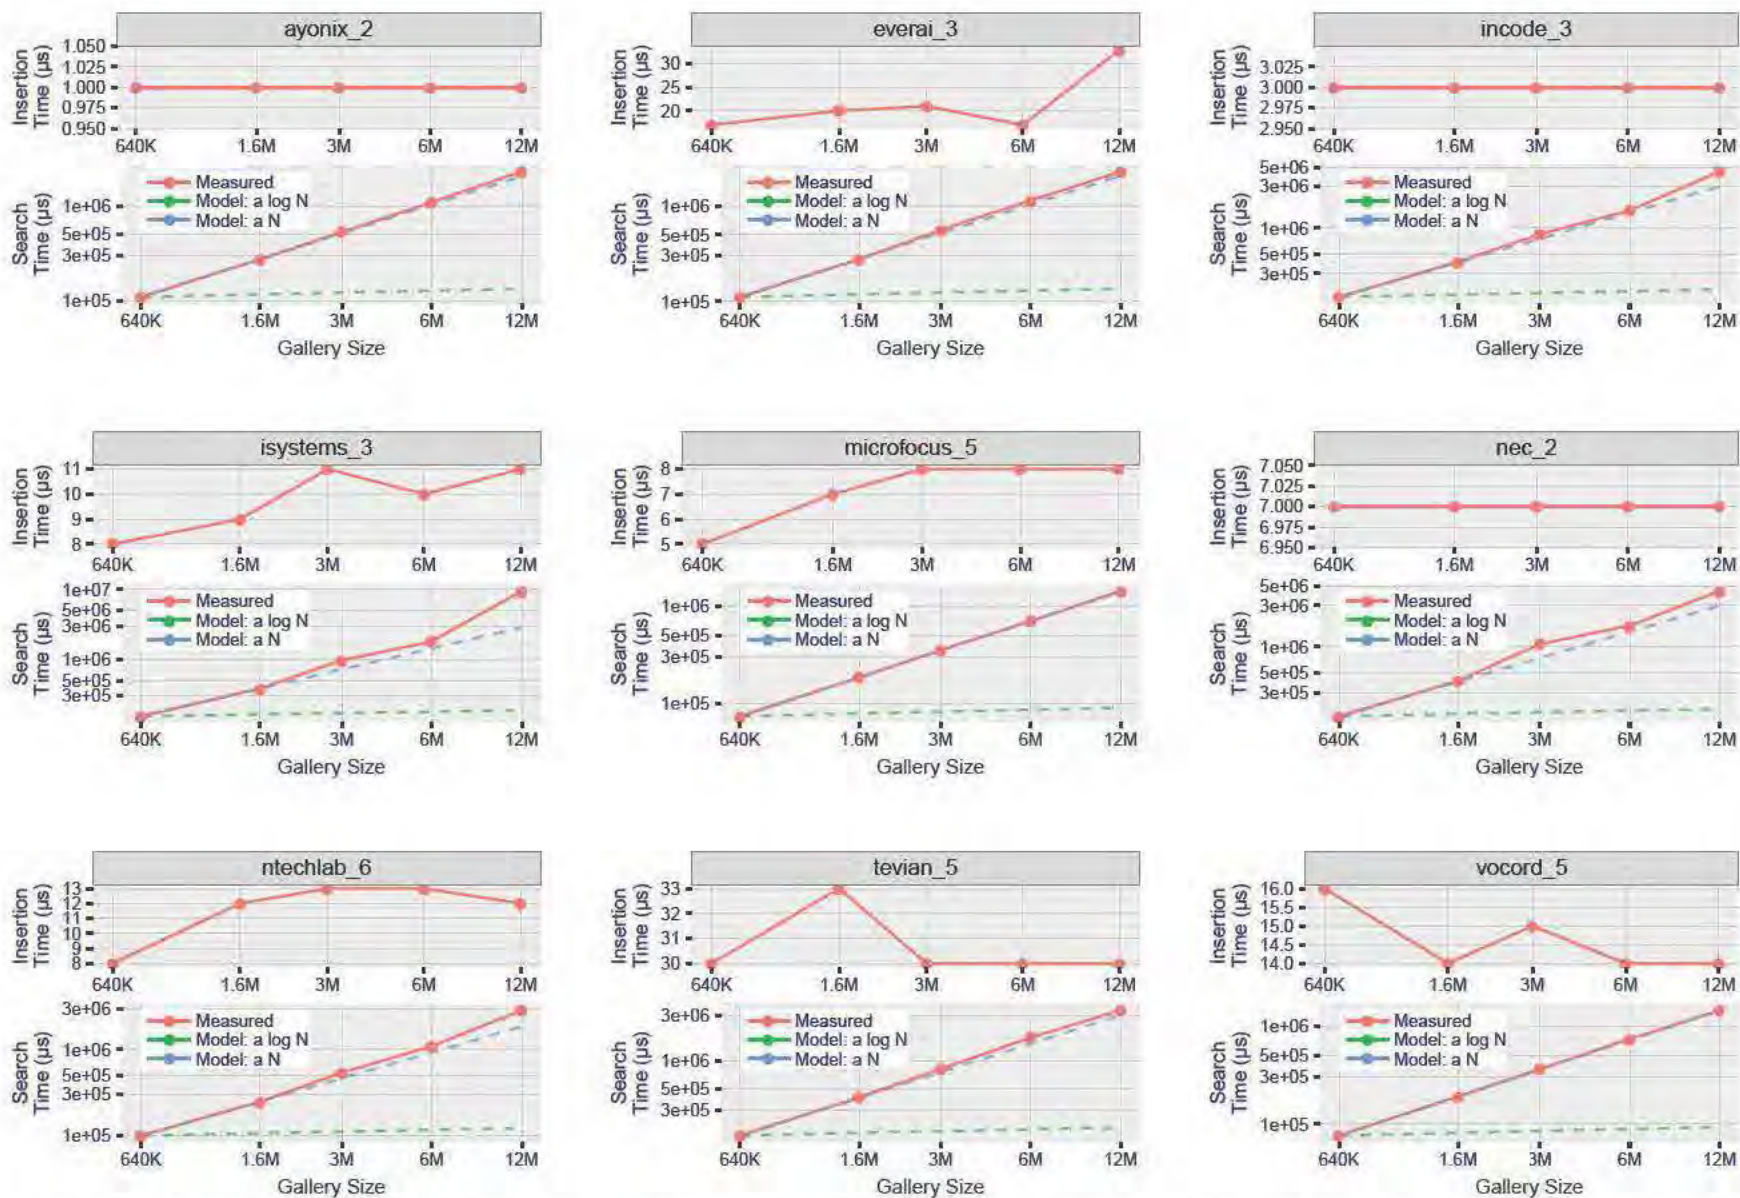 ayonix_2
Insertion
Time (µs)
1.050
1.025
1.000
0.975
0.950
640K 1.6M 3M 6M 12M
Search
Time (µs)
1e+06
5e+05
3e+05
1e+05
Measured
Model: a log N
Model: a N
640K 1.6M 3M 6M 12M
Gallery Size
everai_3
Insertion
Time (µs)
30
25
20
640K 1.6M 3M 6M 12M
Search
Time (µs)
1e+06
5e+05
3e+05
1e+05
Measured
Model: a log N
Model: a N
640K 1.6M 3M 6M 12M
Gallery Size
incode_3
Insertion
Time (µs)
3.025
3.000
2.975
2.950
640K 1.6M 3M 6M 12M
Search
Time (µs)
5e+06
3e+06
1e+06
5e+05
3e+05
Measured
Model: a log N
Model: a N
640K 1.6M 3M 6M 12M
Gallery Size
isystems_3
Insertion
Time (µs)
11
10
9
8
640K 1.6M 3M 6M 12M
Search
Time (µs)
1e+07
5e+06
3e+06
1e+06
5e+05
3e+05
Measured
Model: a log N
Model: a N
640K 1.6M 3M 6M 12M
Gallery Size
microfocus_5
Insertion
Time (µs)
8
7
6
5
640K 1.6M 3M 6M 12M
Search
Time (µs)
1e+06
5e+05
3e+05
1e+05
Measured
Model: a log N
Model: a N
640K 1.6M 3M 6M 12M
Gallery Size
nec_2
Insertion
Time (µs)
7.050
7.025
7.000
6.975
6.950
640K 1.6M 3M 6M 12M
Search
Time (µs)
5e+06
3e+06
1e+06
5e+05
3e+05
Measured
Model: a log N
Model: a N
640K 1.6M 3M 6M 12M
Gallery Size
ntechlab_6
Insertion
Time (µs)
13
12
11
10
9
8
640K 1.6M 3M 6M 12M
Search
Time (µs)
3e+06
1e+06
5e+05
3e+05
1e+05
Measured
Model: a log N
Model: a N
640K 1.6M 3M 6M 12M
Gallery Size
tevian_5
Insertion
Time (µs)
33
32
31
30
640K 1.6M 3M 6M 12M
Search
Time (µs)
3e+06
1e+06
5e+05
3e+05
Measured
Model: a log N
Model: a N
640K 1.6M 3M 6M 12M
Gallery Size
vocord_5
Insertion
Time (µs)
16.0
15.5
15.0
14.5
14.0
640K 1.6M 3M 6M 12M
Search
Time (µs)
1e+06
5e+05
3e+05
1e+05
Measured
Model: a log N
Model: a N
640K 1.6M 3M 6M 12M
Gallery Size